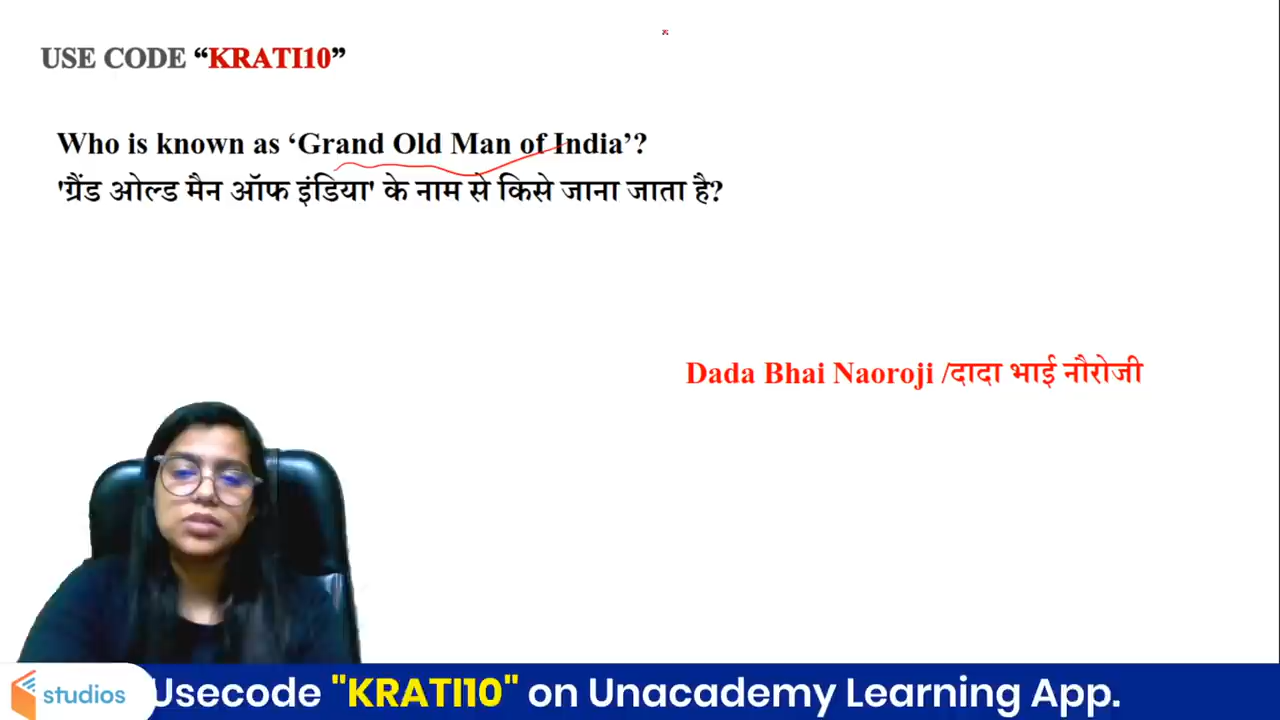 USE CODE “KRATI10”
Who is known as ‘Grand Old Man of India’?
'ग्रैंड ओल्ड मैन ऑफ इंडिया' के नाम से किसे जाना जाता है?
Dada Bhai Naoroji /दादा भाई नौरोजी
studios
Usecode "KRATI10" on Unacademy Learning App.